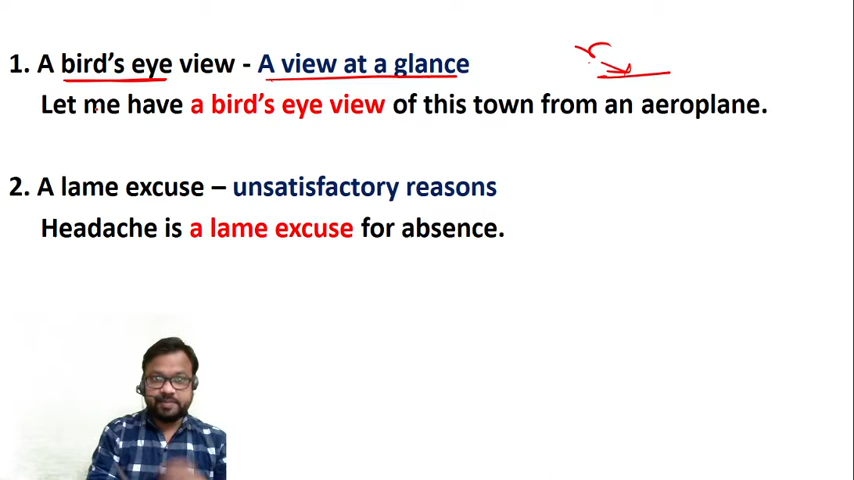 1. A bird's eye view - A view at a glance
Let me have a bird's eye view of this town from an aeroplane.
2. A lame excuse – unsatisfactory reasons
Headache is a lame excuse for absence.